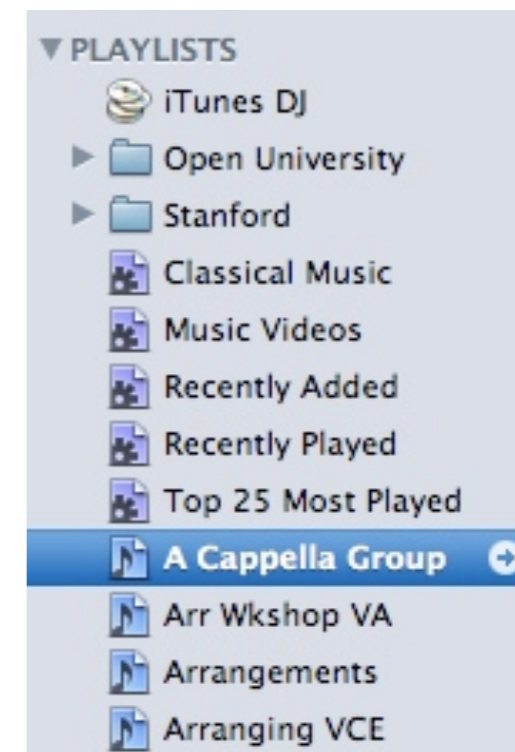 PLAYLISTS
iTunes DJ
Open University
Stanford
Classical Music
Music Videos
Recently Added
Recently Played
Top 25 Most Played
A Cappella Group
Arr Wkshop VA
Arrangements
Arranging VCE